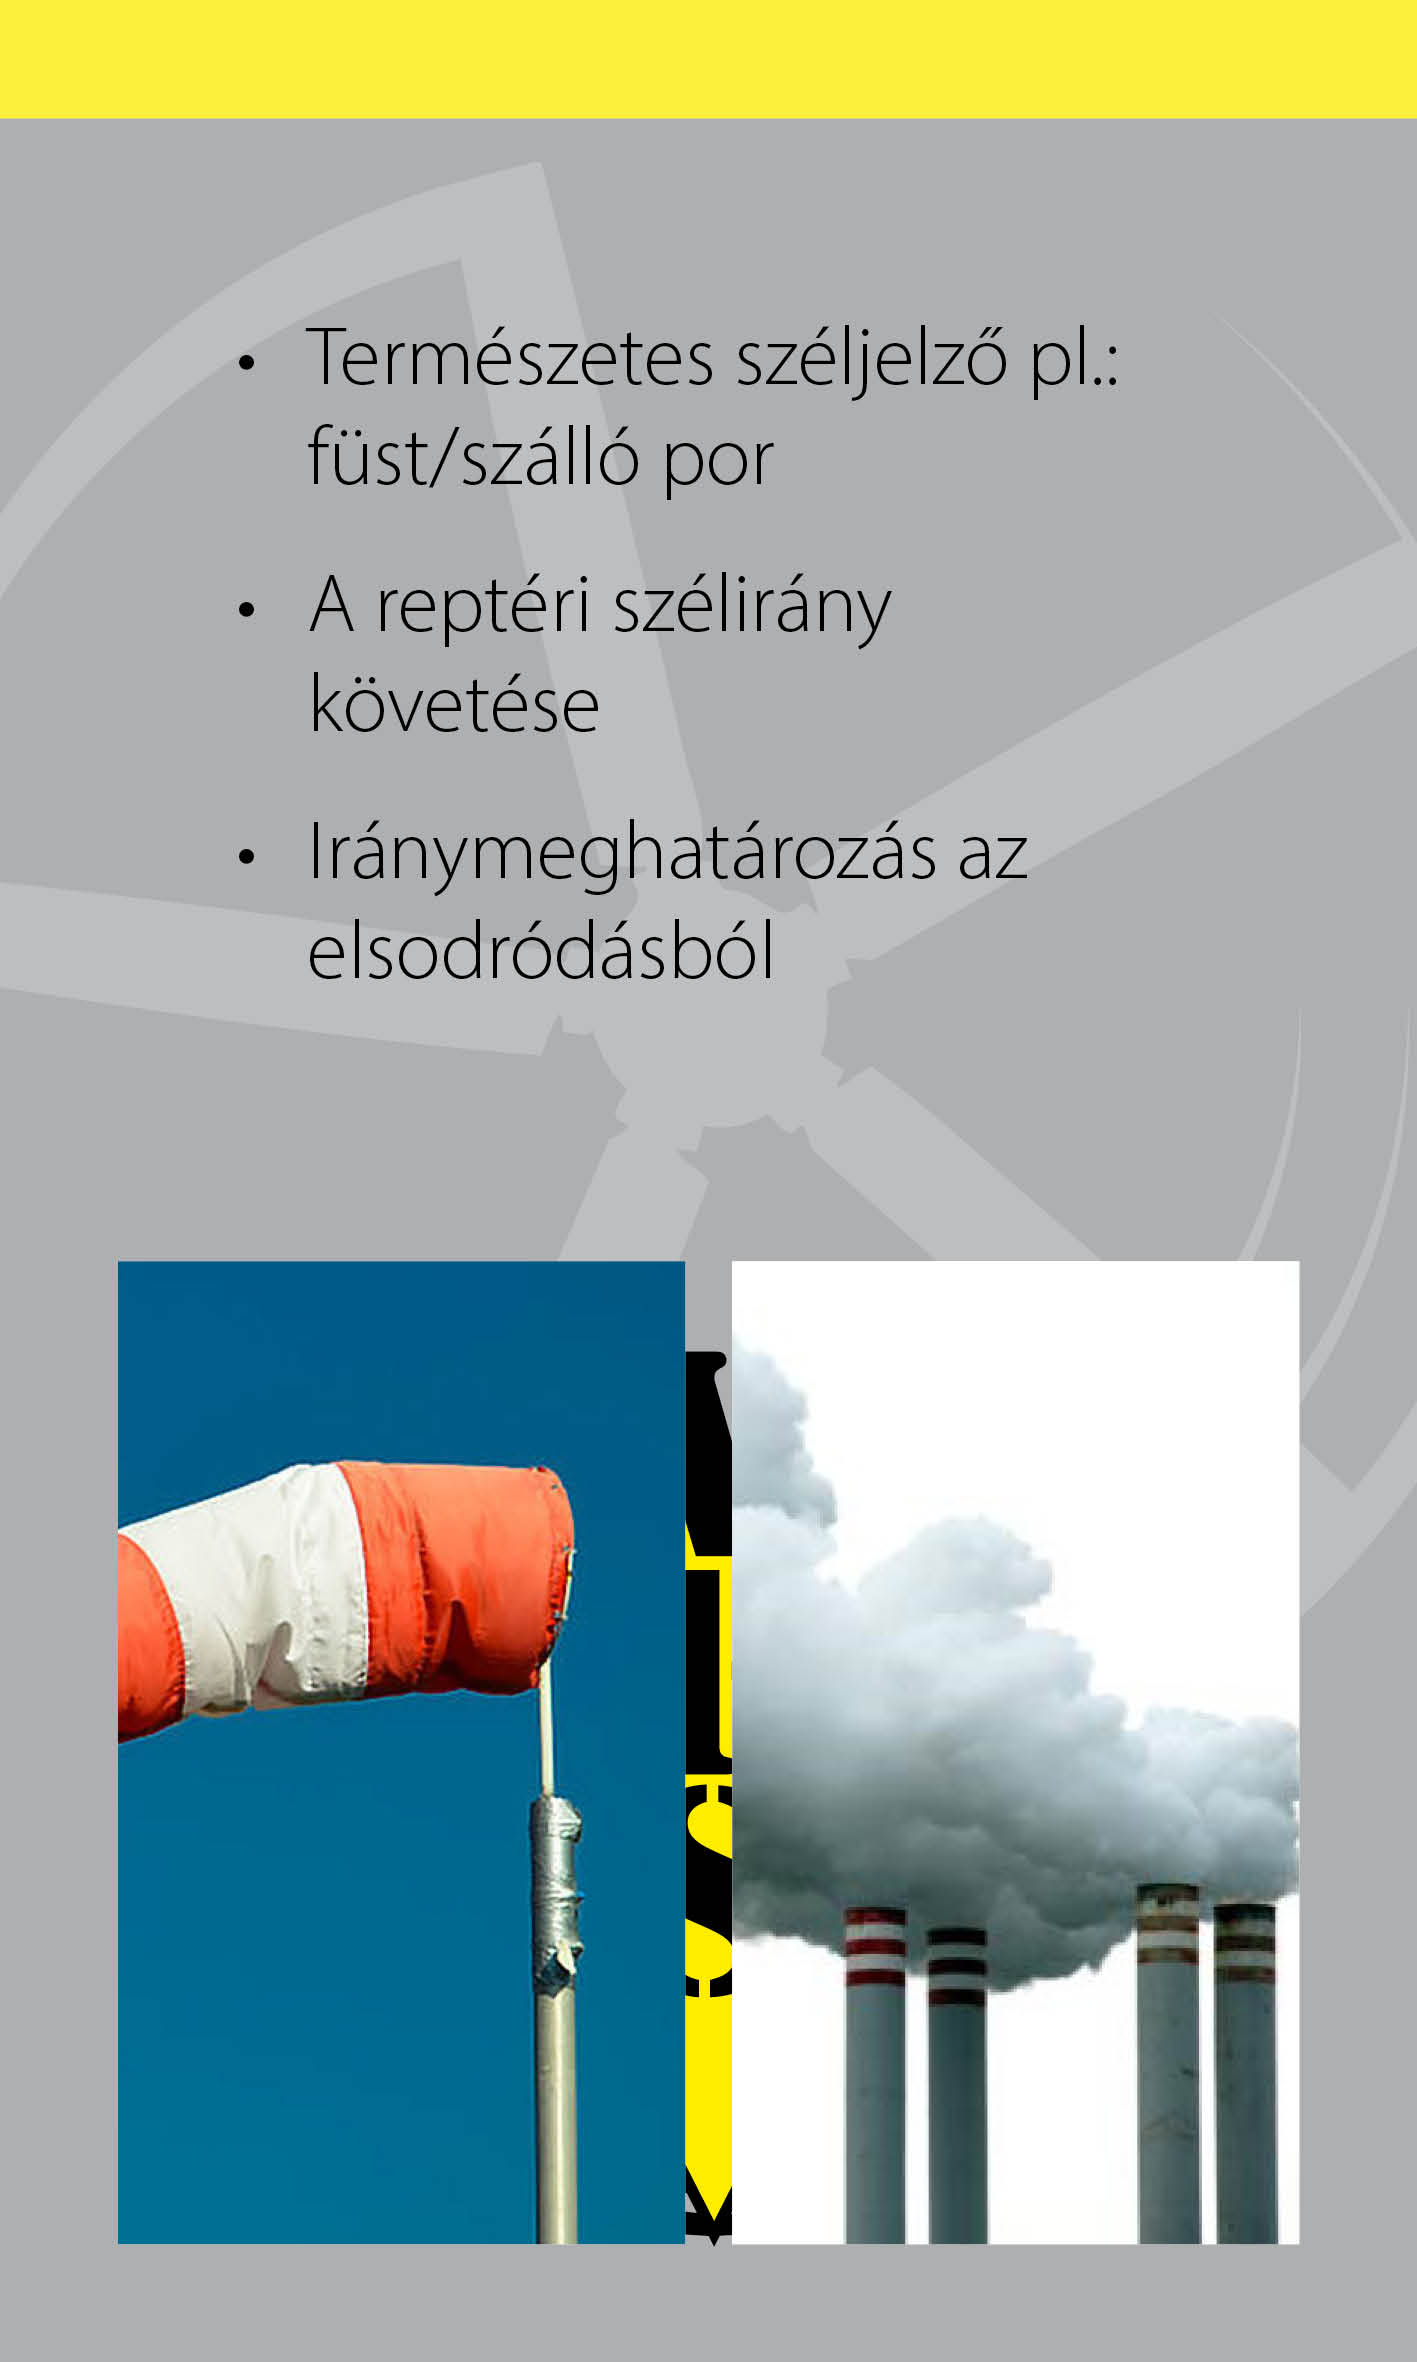 • Természetes széljelző pl.:
füst/szálló por
• A reptéri szélirány
követése
• Iránymeghatározás az
elsodródásból